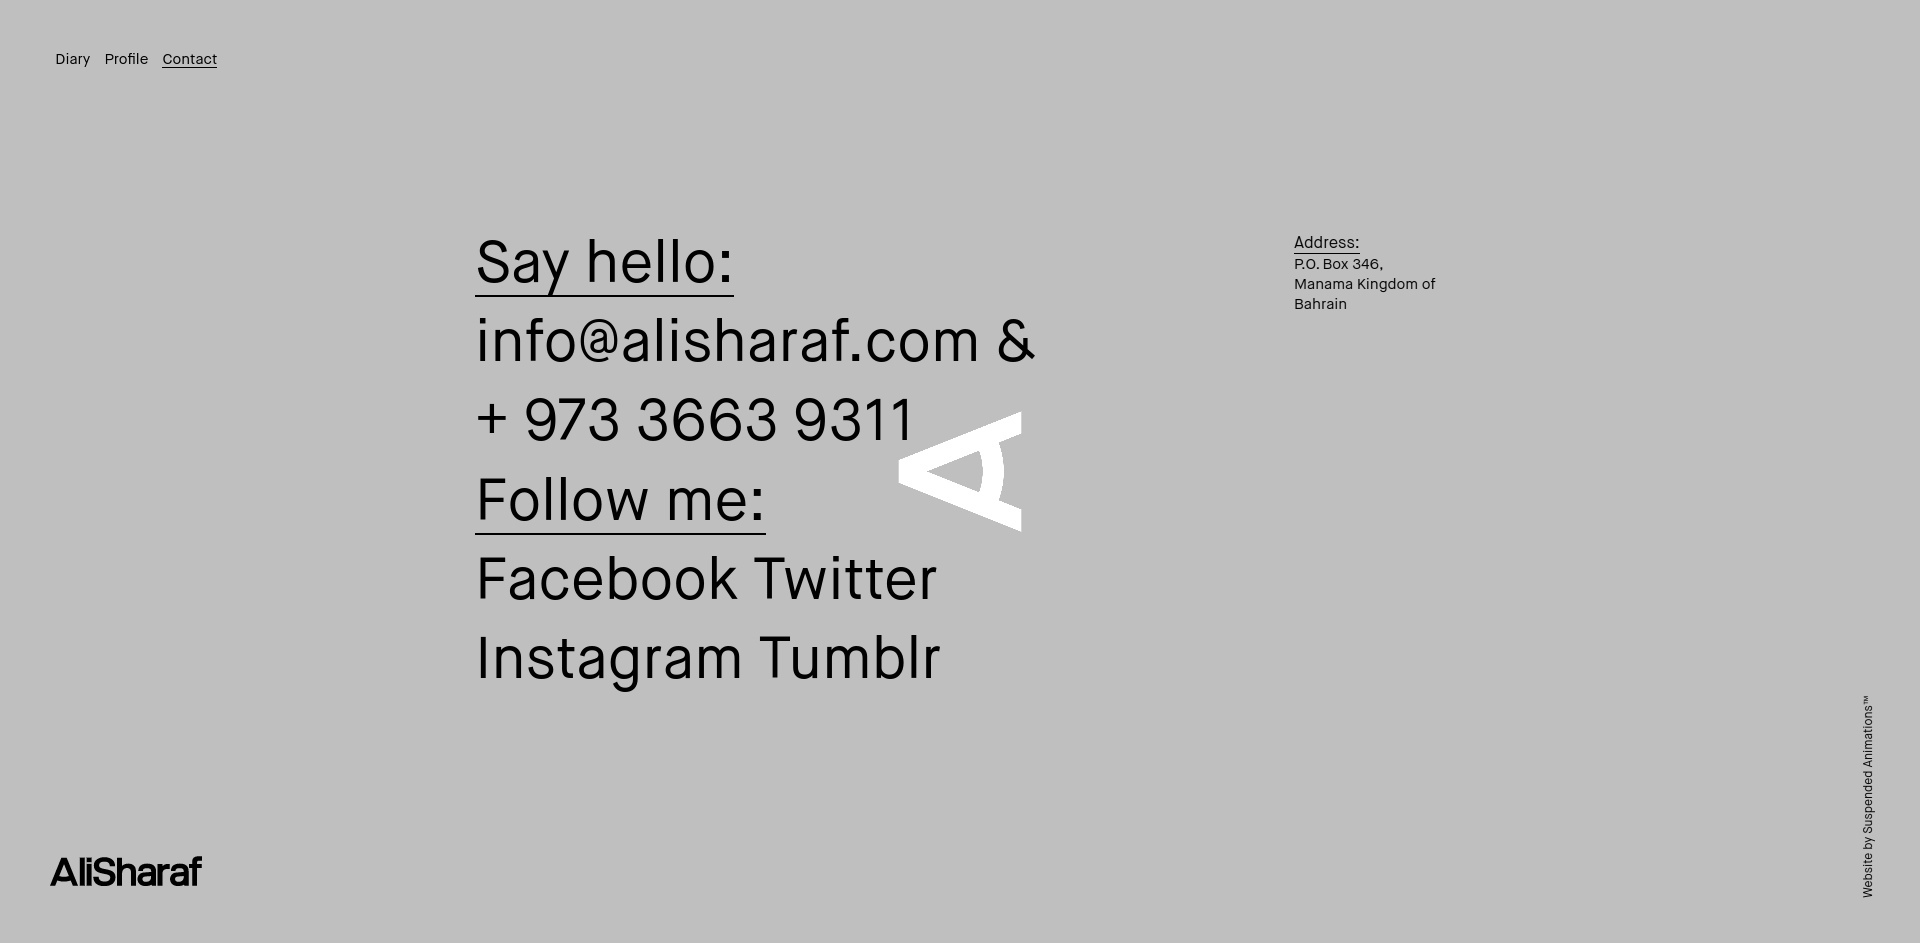 Diary Profile Contact
Say hello:
info@alisharaf.com &
+ 973 3663 9311
Follow me:
Facebook Twitter
Instagram Tumblr
A
Address:
P.O. Box 346,
Manama Kingdom of
Bahrain
Website by Suspended Animations™
AliSharaf